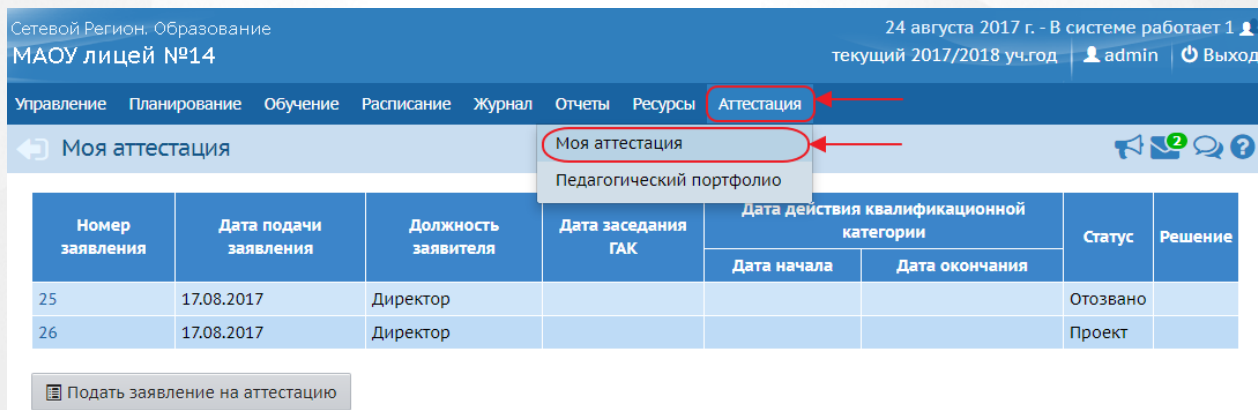 Сетевой Регион. Образование
24 августа 2017 г. - В системе работает 1
МАОУ лицей №14
текущий 2017/2018 уч.год admin Выход
Управление Планирование Обучение Расписание Журнал Отчеты Ресурсы Аттестация
Моя аттестация
Моя аттестация
2
Педагогический портфолио
Номер заявления
Дата подачи заявления
Должность заявителя
Дата заседания ГАК
Дата действия квалификационной категории
Дата начала
Дата окончания
Статус
Решение
25 17.08.2017 Директор Отозвано
26 17.08.2017 Директор Проект
Подать заявление на аттестацию